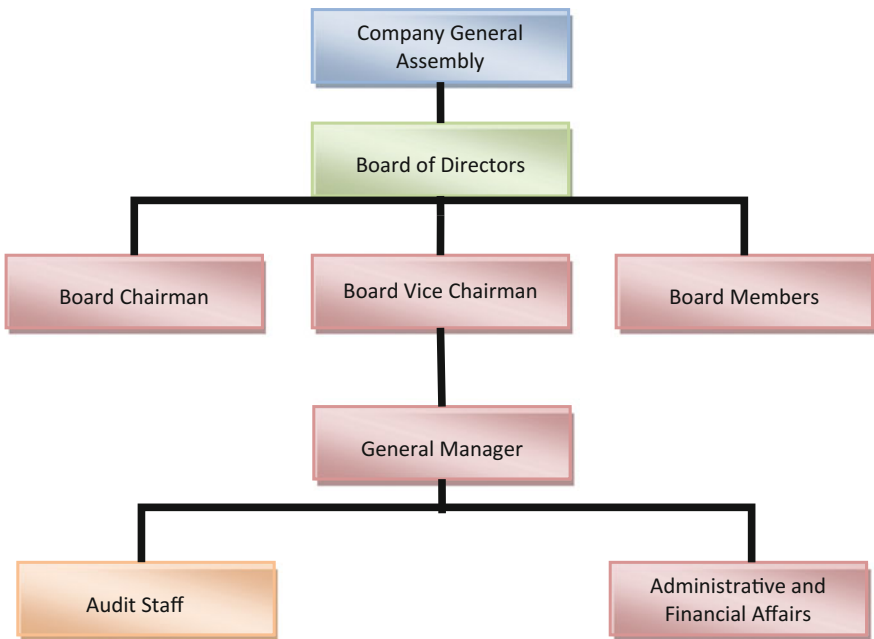 Company General
Assembly
Board of Directors
Board Chairman
Board Vice Chairman
Board Members
General Manager
Audit Staff
Administrative and
Financial Affairs